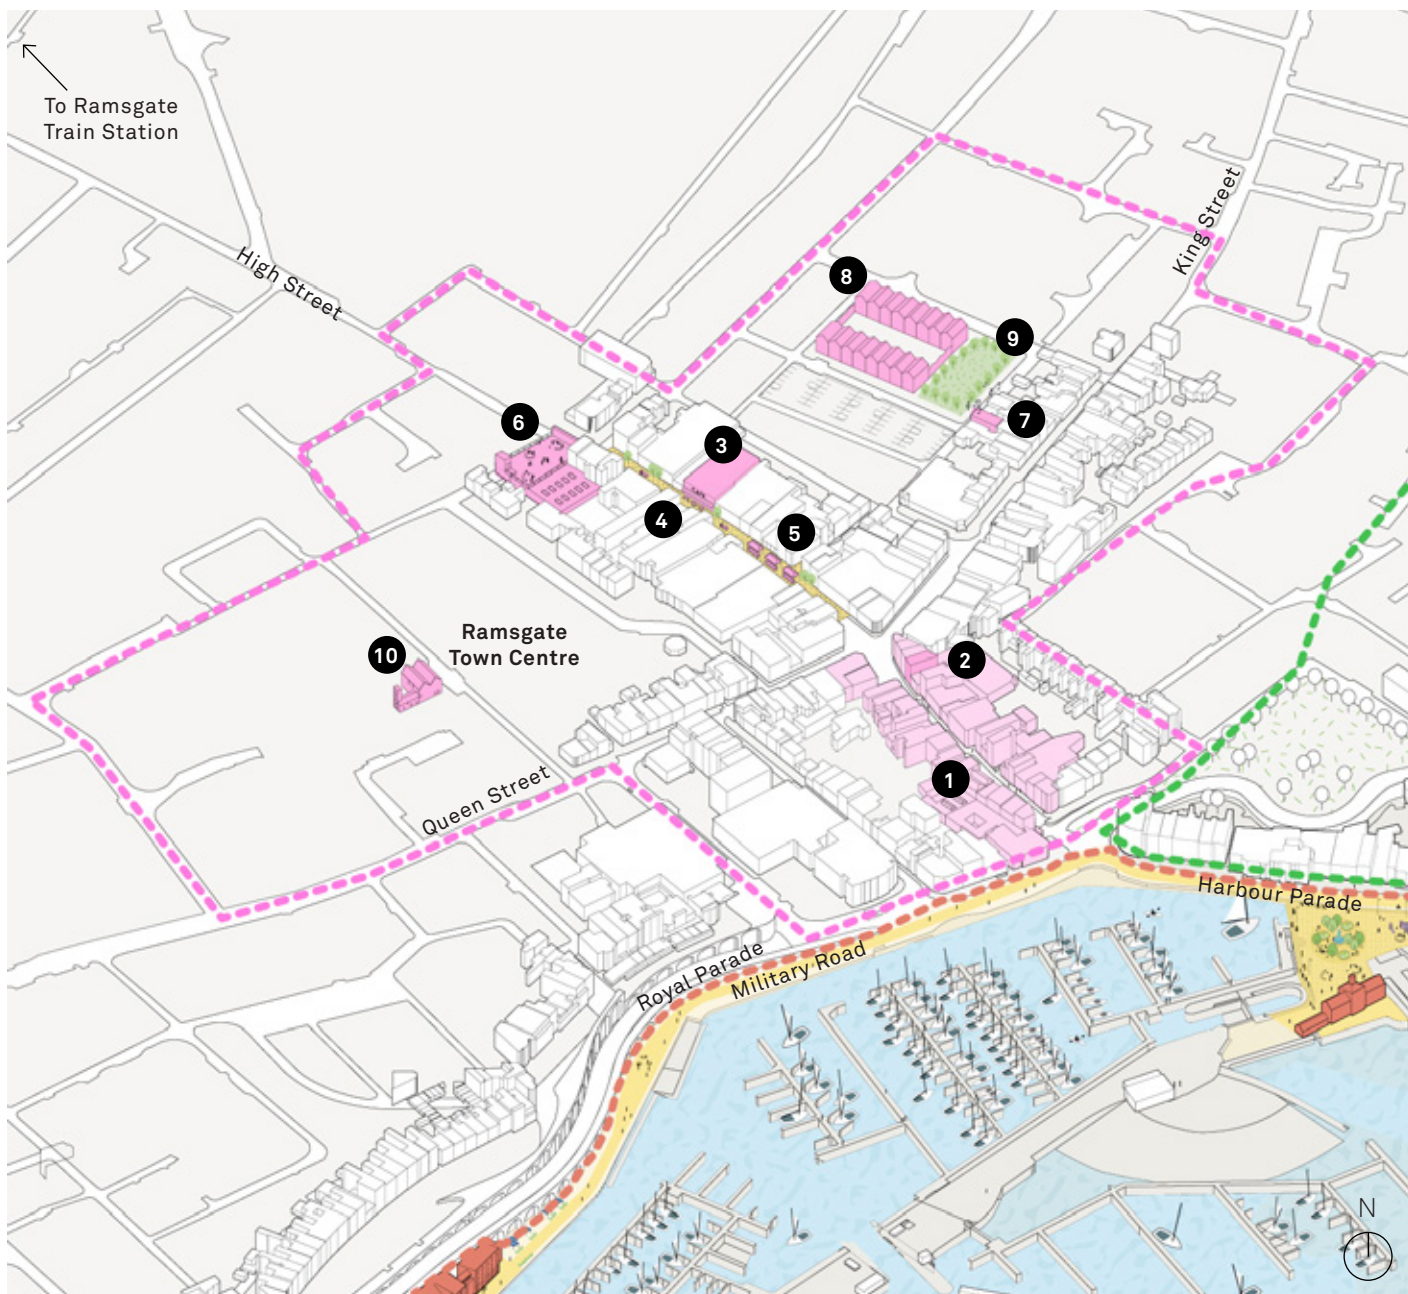 To Ramsgate
Train Station
King Street
High Street
8
9
6
7
3
4
5
Ramsgate
Town Centre
10
2
1
Queen Street
Harbour Parade
Royal Parade
Military Road
N